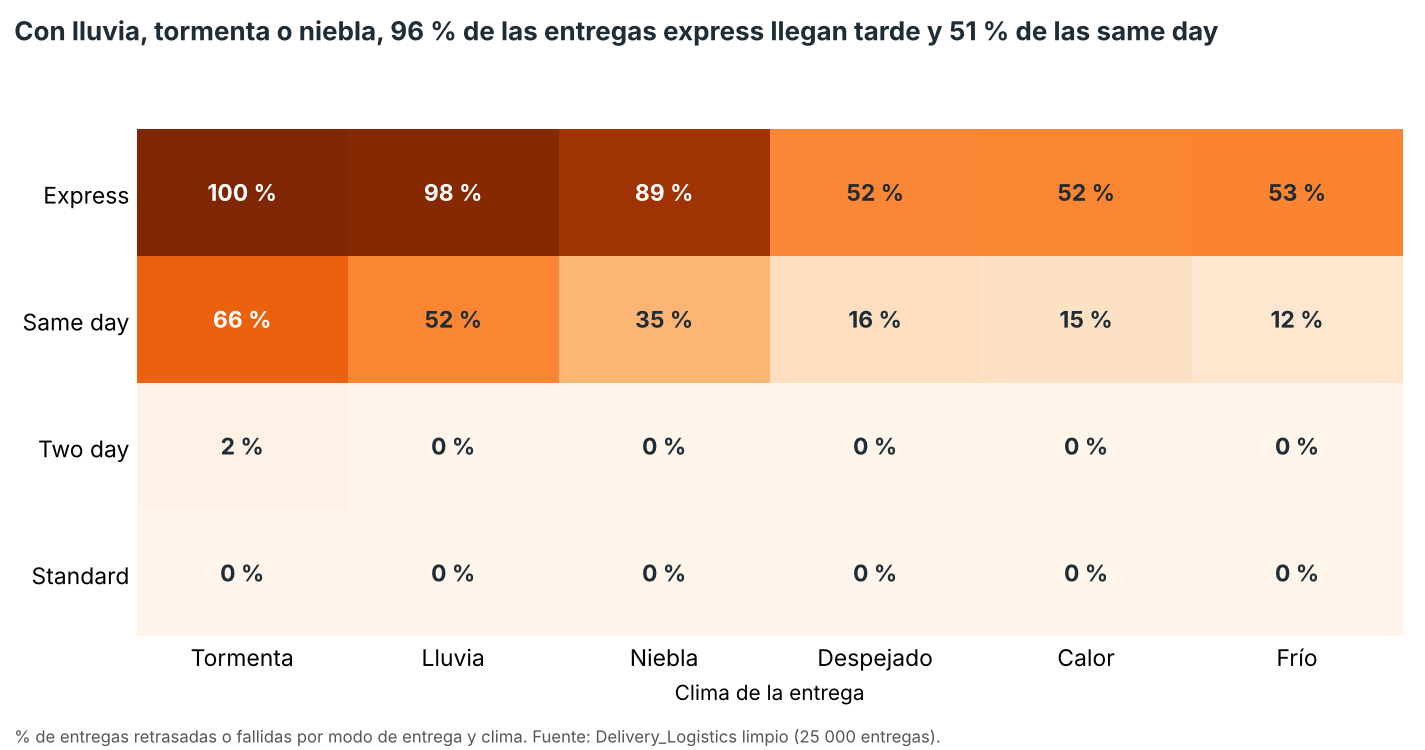 Con lluvia, tormenta o niebla, 96 % de las entregas express llegan tarde y 51 % de las same day
Express 100 % 98 % 89 % 52 % 52 % 53 %
Same day 66 % 52 % 35 % 16 % 15 % 12 %
Two day 2 % 0 % 0 % 0 % 0 % 0 %
Standard 0 % 0 % 0 % 0 % 0 % 0 %
Tormenta Lluvia Niebla Despejado Calor Frío
Clima de la entrega
% de entregas retrasadas o fallidas por modo de entrega y clima. Fuente: Delivery_Logistics limpio (25 000 entregas).